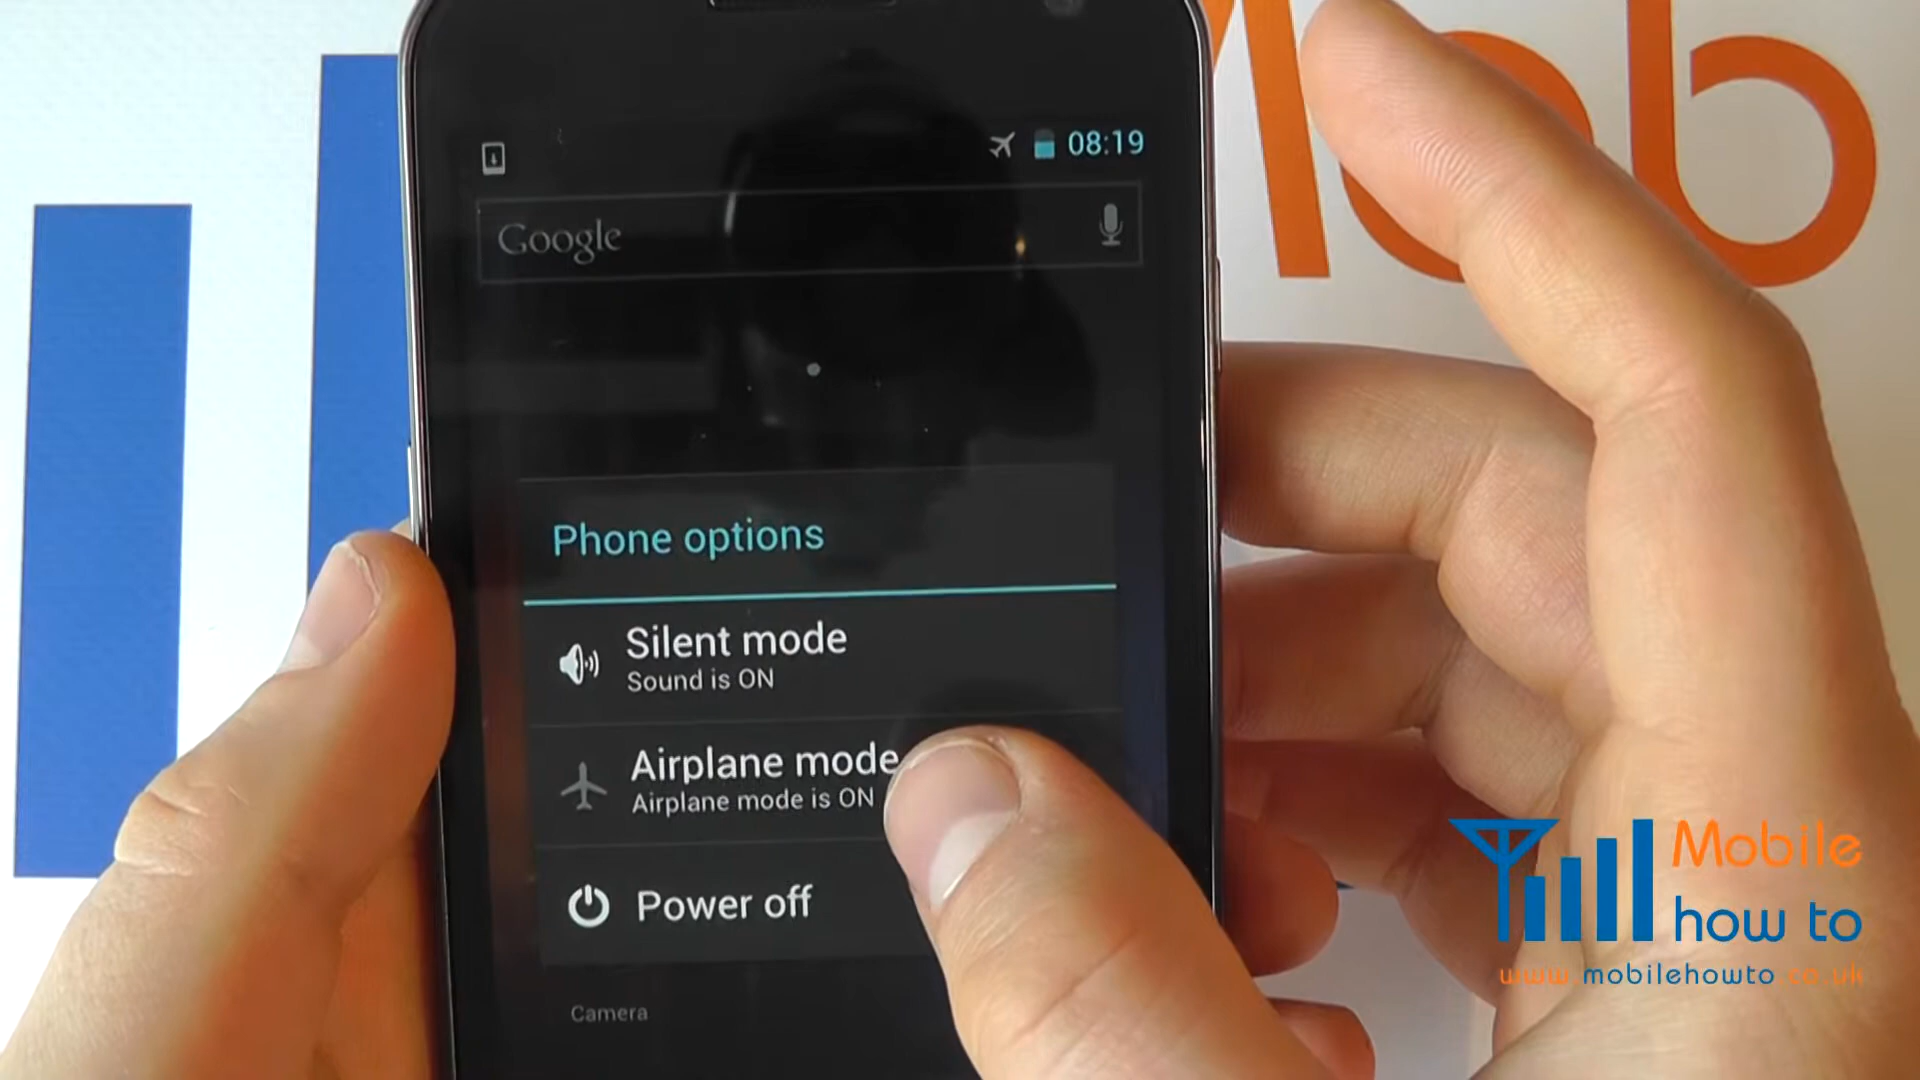 Mob
08:19
Google
Phone options
Silent mode
Sound is ON
Airplane mode
Airplane mode is ON
Power off
Camera
Mobile
how to
www.mobilehowto.co.uk